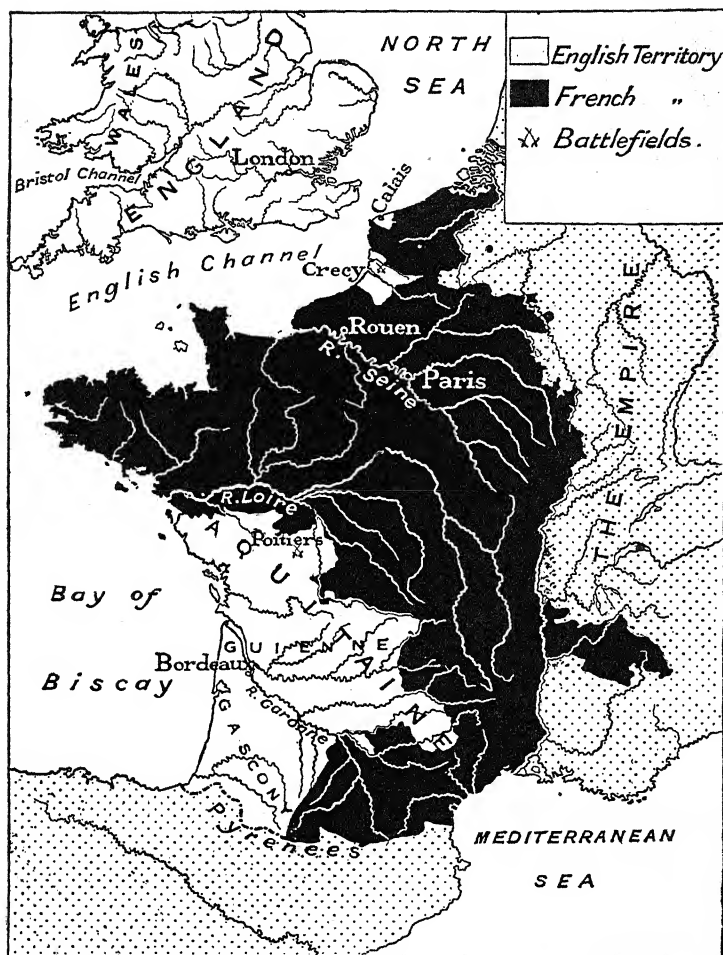 NORTH
SEA
English Territory
French „
Battlefields.
WALES
ENGLAND
London
Bristol Channel
Calais
English Channel
Crecy
Rouen
R. Seine
Paris
THE EMPIRE
R. Loire
AQUITAINE
Poitiers
Bay of
Biscay
GUIENNE
Bordeaux
R. Garonne
GASCON
Pyrenees
MEDITERRANEAN
SEA